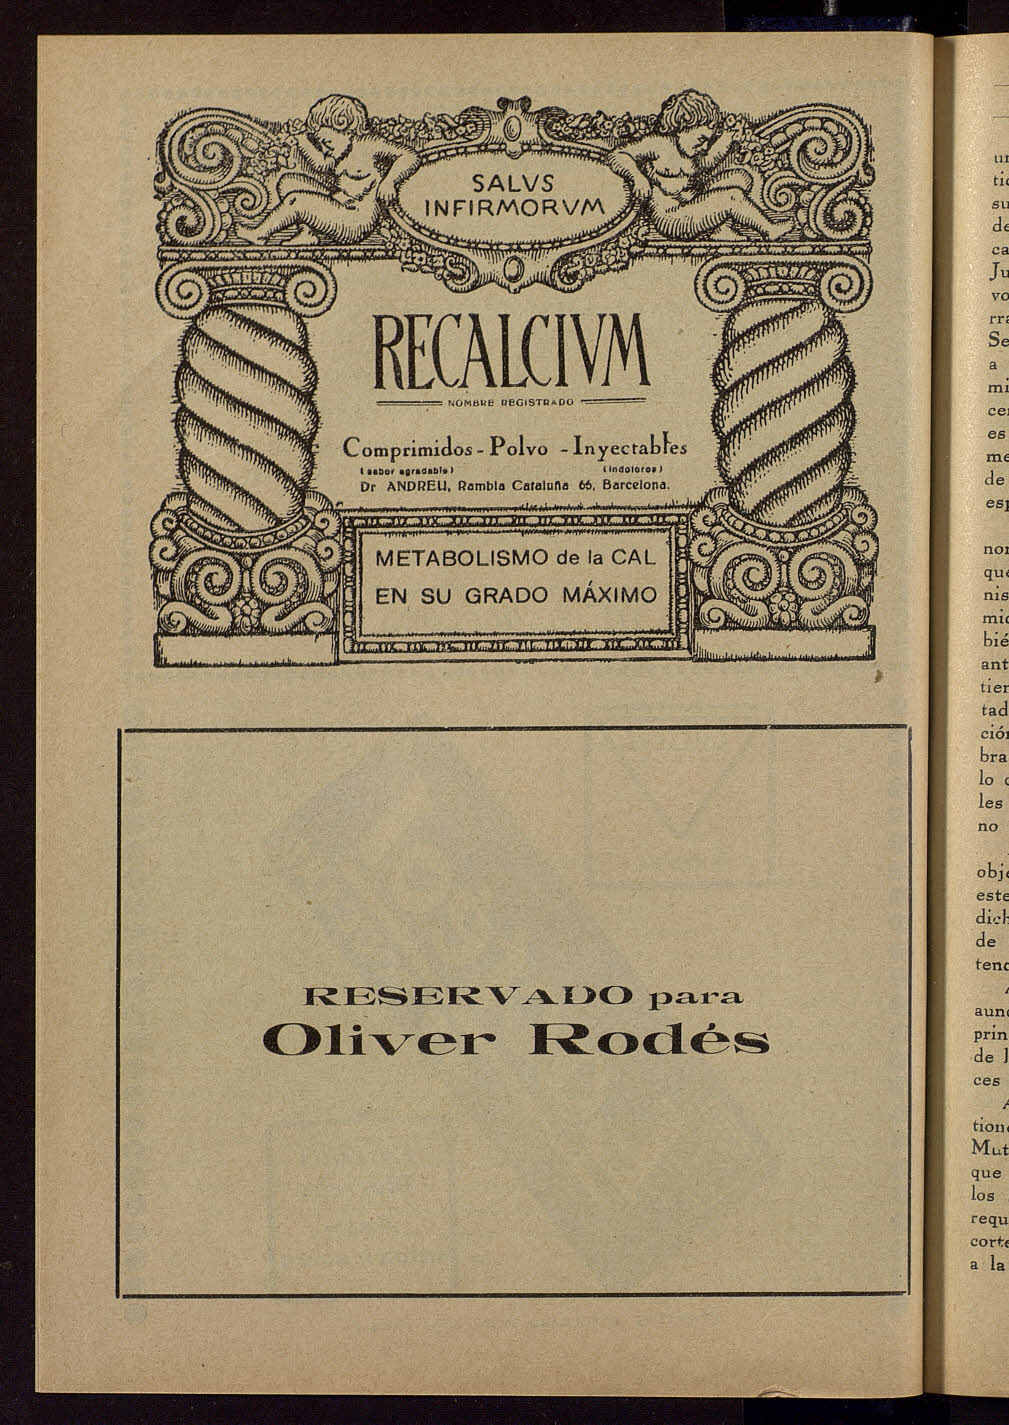 SALVS
INFIRMORVM
RECALCIVM
NOMBRE REGISTRADO
Comprimidos - Polvo - Inyectables
(sabor agradable) (indoloros)
Dr ANDREU, Rambla Cataluña 66, Barcelona.
METABOLISMO de la CAL
EN SU GRADO MÁXIMO
RESERVADO para
Oliver Rodés